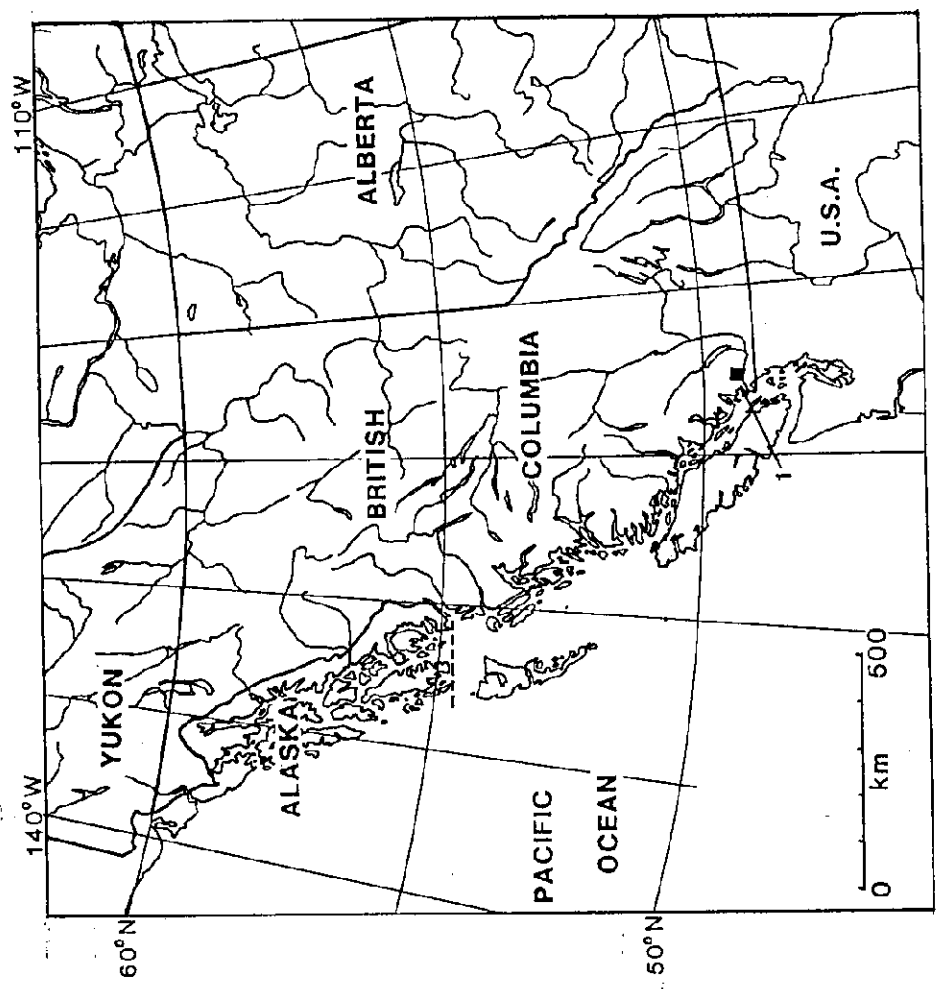 140°W
110°W
60°N
YUKON
ALASKA
BRITISH
COLUMBIA
ALBERTA
PACIFIC
OCEAN
50°N
U.S.A.
1
0
km
500